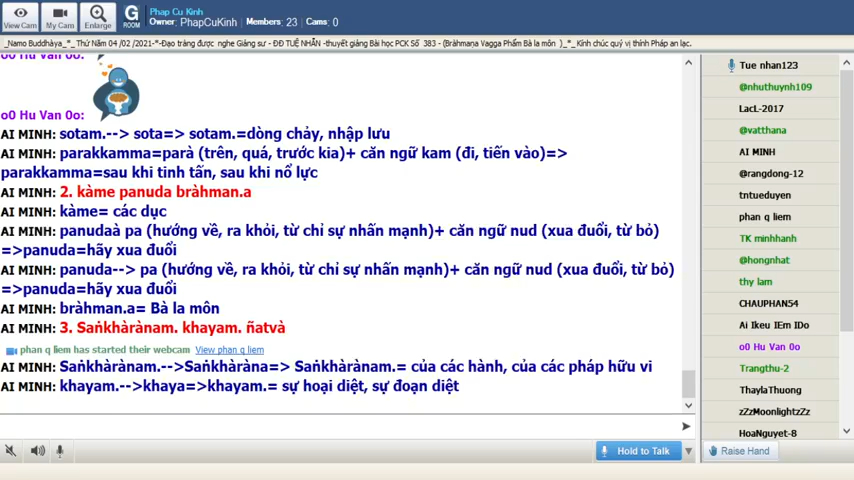 View Cam
My Cam
Enlarge
G
ROOM
Phap Cu Kinh
Owner: PhapCuKinh | Members: 23 | Cams: 0
_Namo Buddhàya_*_ Thứ Năm 04 /02 /2021-*-Đạo tràng được nghe Giảng sư - ĐĐ TUỆ NHÂN -thuyết giảng Bài học PCK Số 383 - (Bràhmaṇa Vagga Phẩm Bà la môn )_*_ Kính chúc quý vị thính Pháp an lạc.
o0 Hu Van 0o:
o0 Hu Van 0o:
AI MINH: sotam.--> sota=> sotam.=dòng chảy, nhập lưu
AI MINH: parakkamma=parà (trên, quá, trước kia)+ căn ngữ kam (đi, tiến vào)=>
parakkamma=sau khi tinh tấn, sau khi nổ lực
AI MINH: 2. kàme panuda bràhman.a
AI MINH: kàme= các dục
AI MINH: panudaà pa (hướng về, ra khỏi, từ chỉ sự nhấn mạnh)+ căn ngữ nud (xua đuổi, từ bỏ)
=>panuda=hãy xua đuổi
AI MINH: panuda--> pa (hướng về, ra khỏi, từ chỉ sự nhấn mạnh)+ căn ngữ nud (xua đuổi, từ bỏ)
=>panuda=hãy xua đuổi
AI MINH: bràhman.a= Bà la môn
AI MINH: 3. Saṅkhàrànam. khayam. ñatvà
phan q liem has started their webcam View phan q liem
AI MINH: Saṅkhàrànam.-->Saṅkhàràna=> Saṅkhàrànam.= của các hành, của các pháp hữu vi
AI MINH: khayam.-->khaya=>khayam.= sự hoại diệt, sự đoạn diệt
Tue nhan123
@nhuthuynh109
LacL-2017
@vatthana
AI MINH
@rangdong-12
tntueduyen
phan q liem
TK minhhanh
@hongnhat
thy lam
CHAUPHAN54
Ai Ikeu IEm IDo
o0 Hu Van 0o
Trangthu-2
ThaylaThuong
zZzMoonlightzZz
HoaNguyet-8
Hold to Talk
Raise Hand